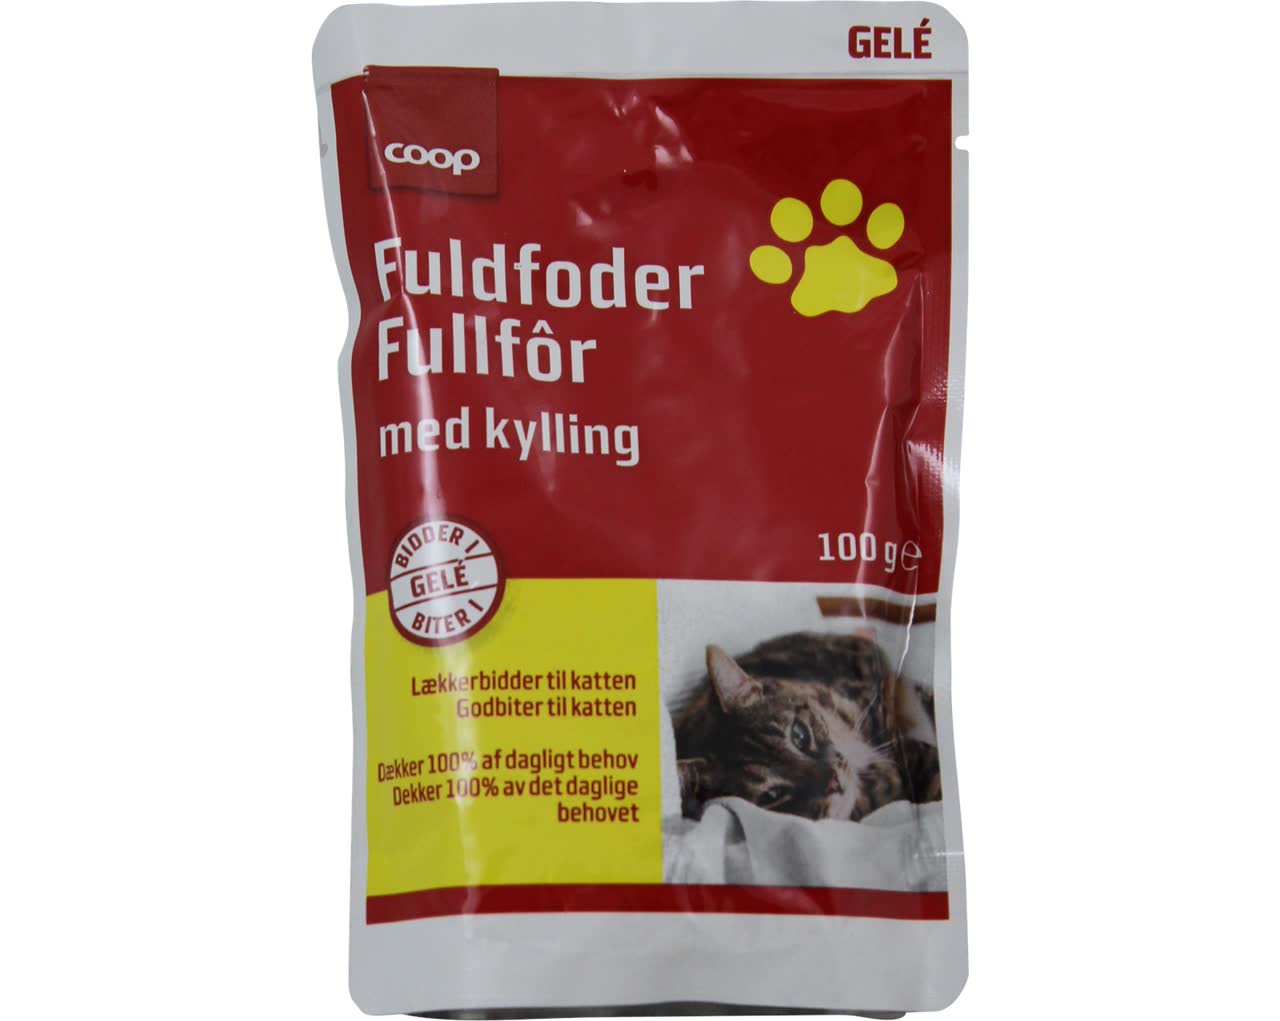 GELÉ
coop
Fuldfoder
Fullfôr
med kylling
100 g e
BIDDER I
GELÉ
BITER I
Lækkerbidder til katten
Godbiter til katten
Dækker 100% af dagligt behov
Dekker 100% av det daglige
behovet